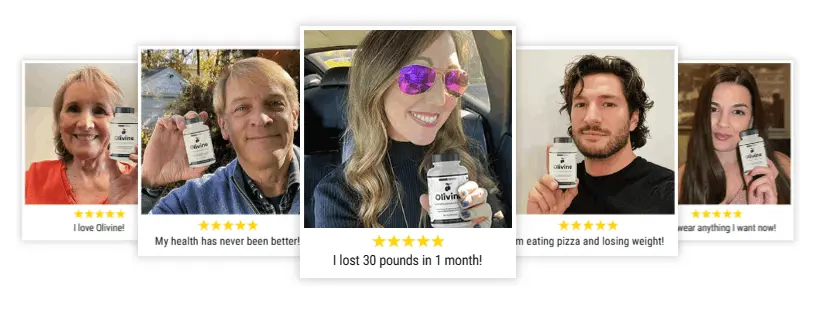 Olivine
Olivine
Olivine
Olivine
Olivine
I love Olivine!
My health has never been better!
I lost 30 pounds in 1 month!
m eating pizza and losing weight!
wear anything I want now!